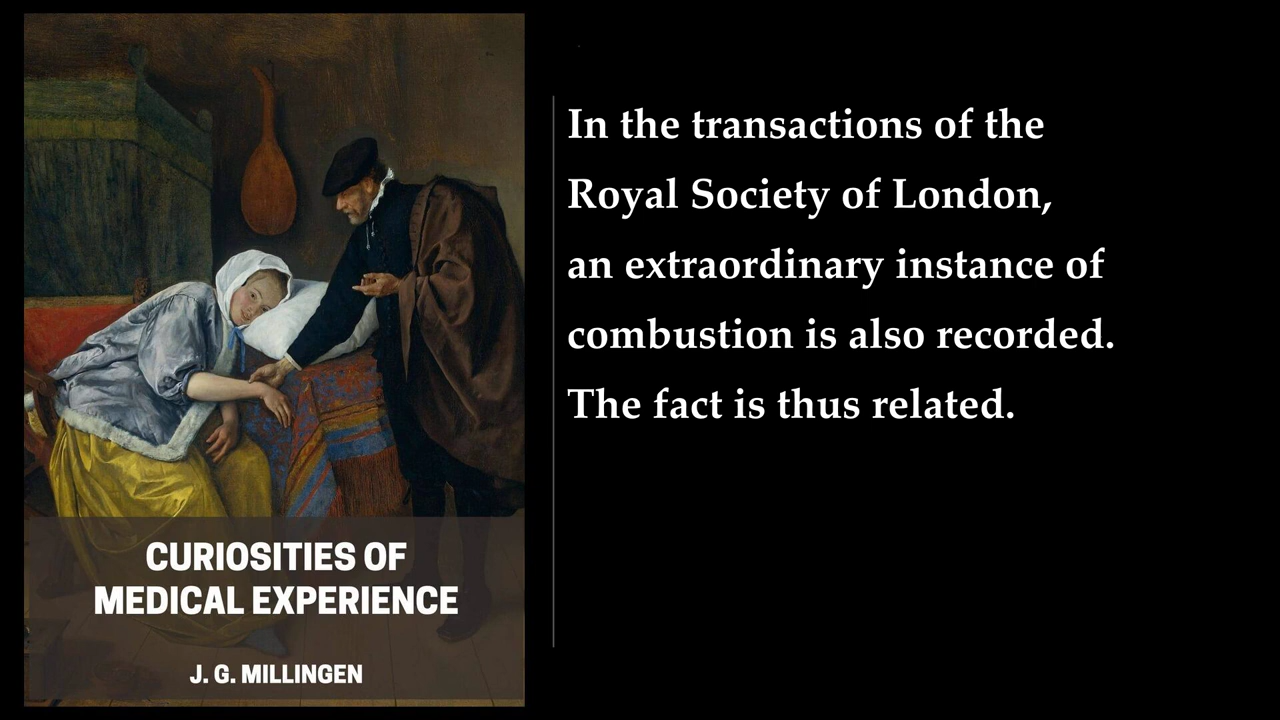 CURIOSITIES OF
MEDICAL EXPERIENCE
J. G. MILLINGEN
In the transactions of the
Royal Society of London,
an extraordinary instance of
combustion is also recorded.
The fact is thus related.